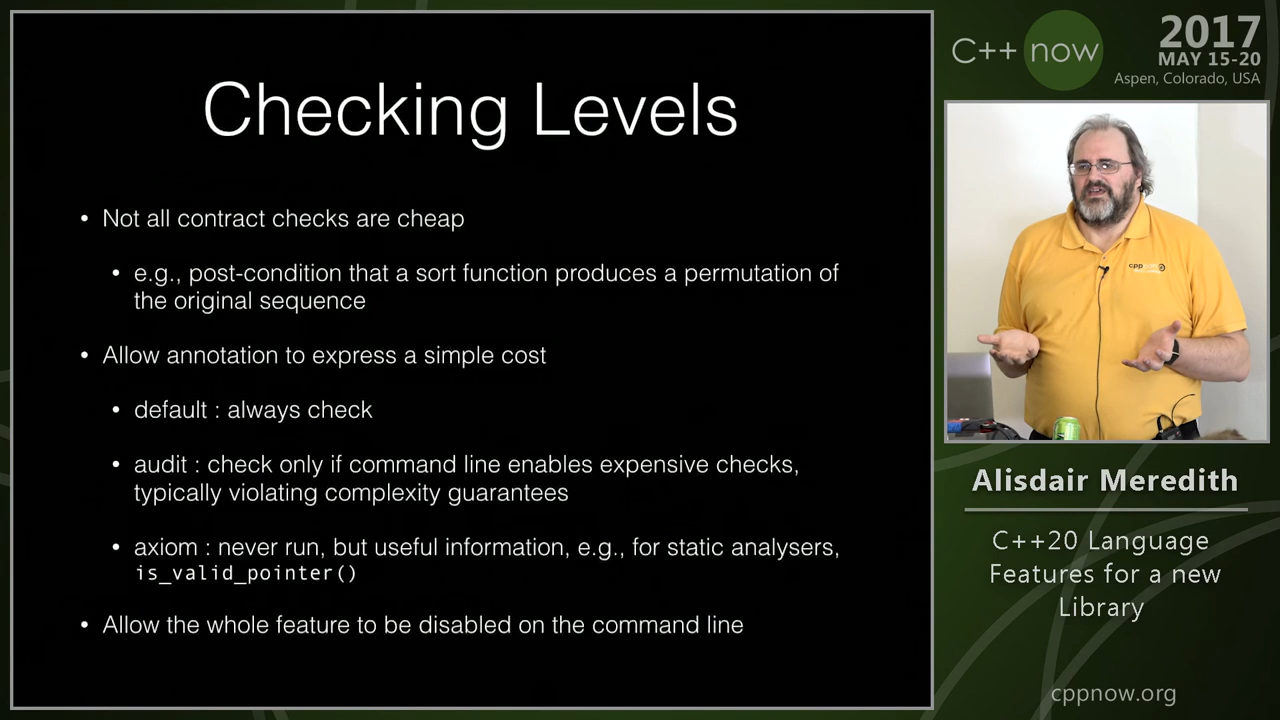 Checking Levels
• Not all contract checks are cheap
• e.g., post-condition that a sort function produces a permutation of
the original sequence
• Allow annotation to express a simple cost
• default : always check
• audit : check only if command line enables expensive checks,
typically violating complexity guarantees
• axiom : never run, but useful information, e.g., for static analysers,
is_valid_pointer()
• Allow the whole feature to be disabled on the command line
C++ now
2017
MAY 15-20
Aspen, Colorado, USA
Alisdair Meredith
C++20 Language
Features for a new
Library
cppnow.org